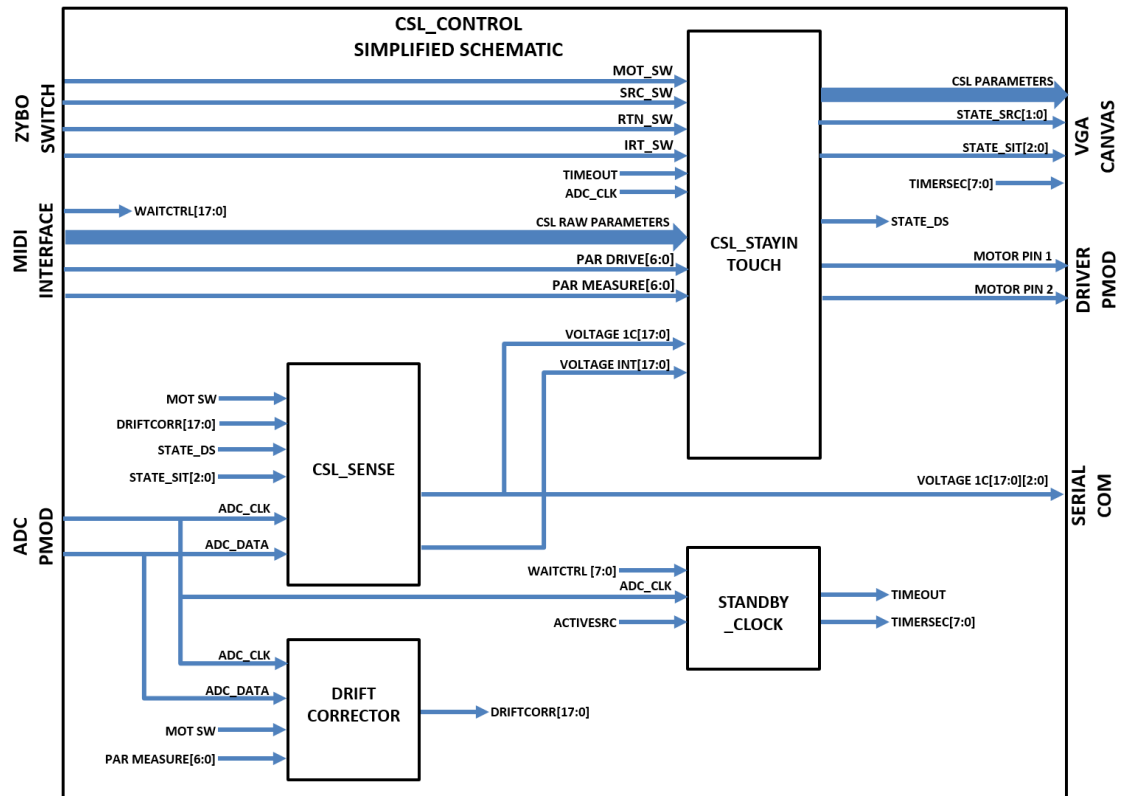 CSL_CONTROL
SIMPLIFIED SCHEMATIC
ZYBO
SWITCH
MOT_SW
SRC_SW
RTN_SW
IRT_SW
TIMEOUT
ADC_CLK
MIDI
INTERFACE
WAITCTRL[17:0]
CSL RAW PARAMETERS
PAR DRIVE[6:0]
PAR MEASURE[6:0]
VOLTAGE 1C[17:0]
VOLTAGE INT[17:0]
CSL_STAYIN
TOUCH
CSL PARAMETERS
STATE_SRC[1:0]
STATE_SIT[2:0]
TIMERSEC[7:0]
STATE_DS
MOTOR PIN 1
MOTOR PIN 2
VGA
CANVAS
DRIVER
PMOD
MOT SW
DRIFTCORR[17:0]
STATE_DS
STATE_SIT[2:0]
ADC_CLK
ADC_DATA
CSL_SENSE
VOLTAGE 1C[17:0][2:0]
SERIAL
COM
ADC
PMOD
WAITCTRL [7:0]
ADC_CLK
ACTIVESRC
STANDBY
_CLOCK
TIMEOUT
TIMERSEC[7:0]
ADC_CLK
ADC_DATA
MOT SW
PAR MEASURE[6:0]
DRIFT
CORRECTOR
DRIFTCORR[17:0]